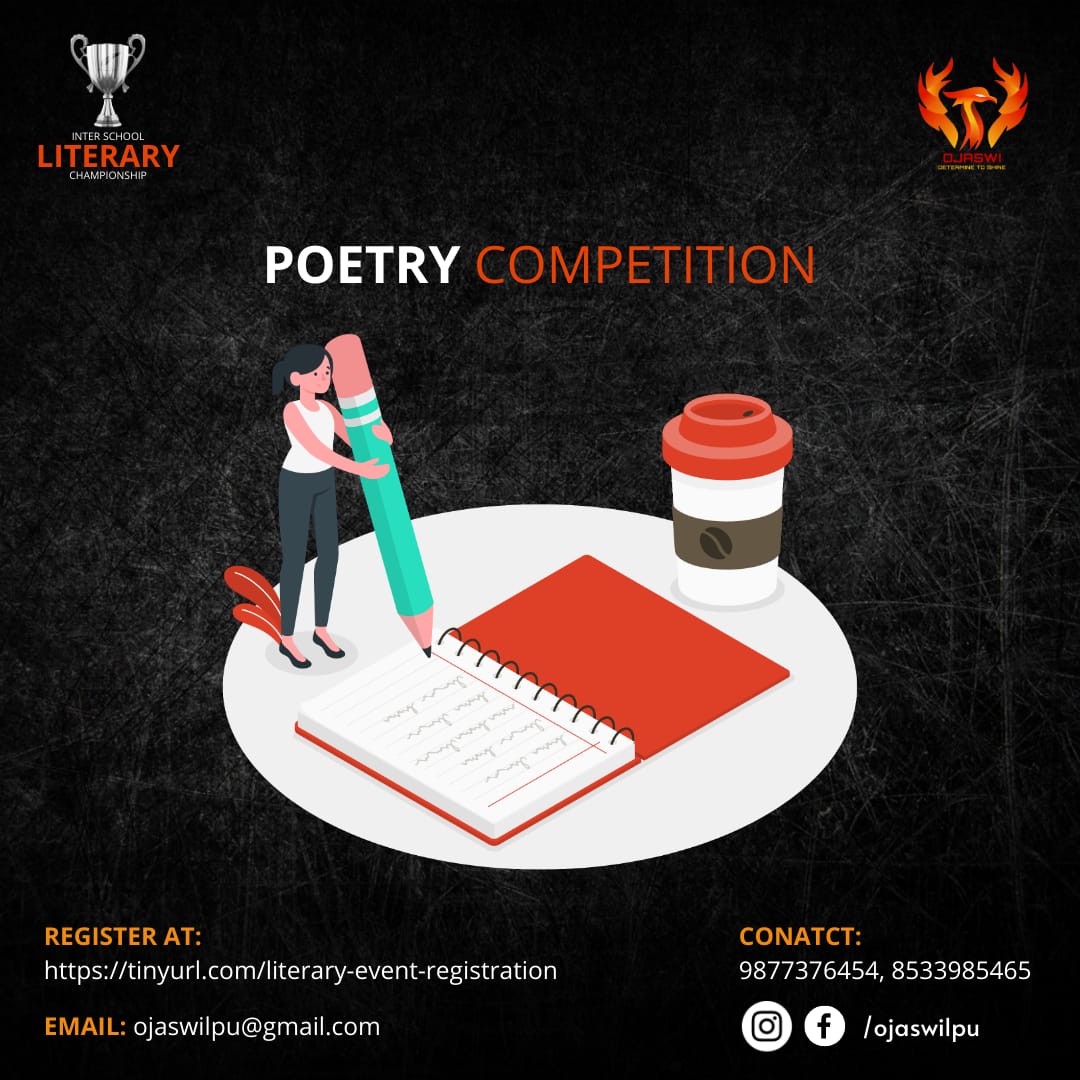 INTER SCHOOL
LITERARY
CHAMPIONSHIP
OJASWI
DETERMINE TO SHINE
POETRY COMPETITION
REGISTER AT:
https://tinyurl.com/literary-event-registration
EMAIL: ojaswilpu@gmail.com
CONATCT:
9877376454, 8533985465
/ojaswilpu